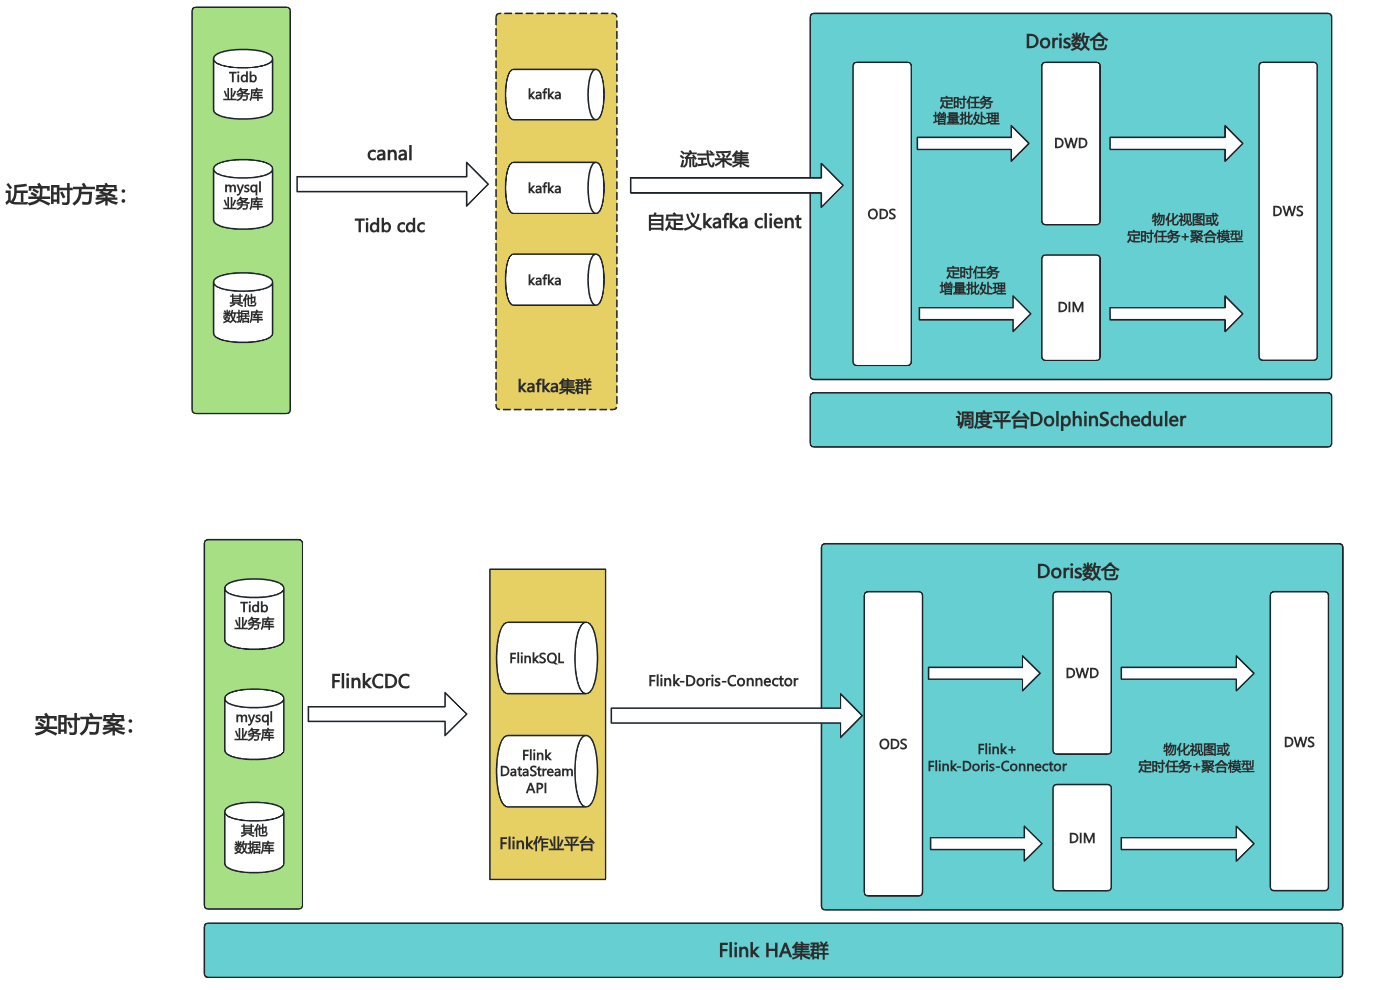 近实时方案：
Tidb
业务库
mysql
业务库
其他
数据库
canal
Tidb cdc
kafka
kafka
kafka
kafka集群
流式采集
自定义kafka client
Doris数仓
ODS
定时任务
增量批处理
定时任务
增量批处理
DWD
DIM
物化视图或
定时任务+聚合模型
DWS
调度平台DolphinScheduler
实时方案：
Tidb
业务库
mysql
业务库
其他
数据库
FlinkCDC
FlinkSQL
Flink
DataStream
API
Flink作业平台
Flink-Doris-Connector
Doris数仓
ODS
Flink+
Flink-Doris-Connector
DWD
DIM
物化视图或
定时任务+聚合模型
DWS
Flink HA集群